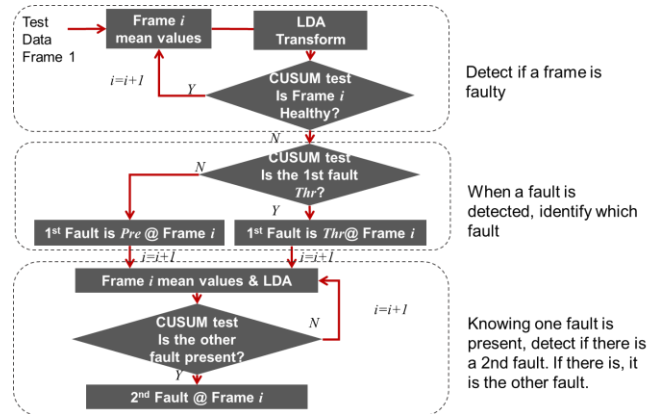 Test
Data
Frame 1
Frame i
mean values
LDA
Transform
i=i+1
Y
CUSUM test
Is Frame i
Healthy?
Detect if a frame is
faulty
N
CUSUM test
Is the 1st fault
Thr?
N
Y
When a fault is
detected, identify which
fault
1st Fault is Pre @ Frame i
1st Fault is Thr@ Frame i
i=i+1
i=i+1
Frame i mean values & LDA
CUSUM test
Is the other
fault present?
N
i=i+1
Y
2nd Fault @ Frame i
Knowing one fault is
present, detect if there is
a 2nd fault. If there is, it
is the other fault.